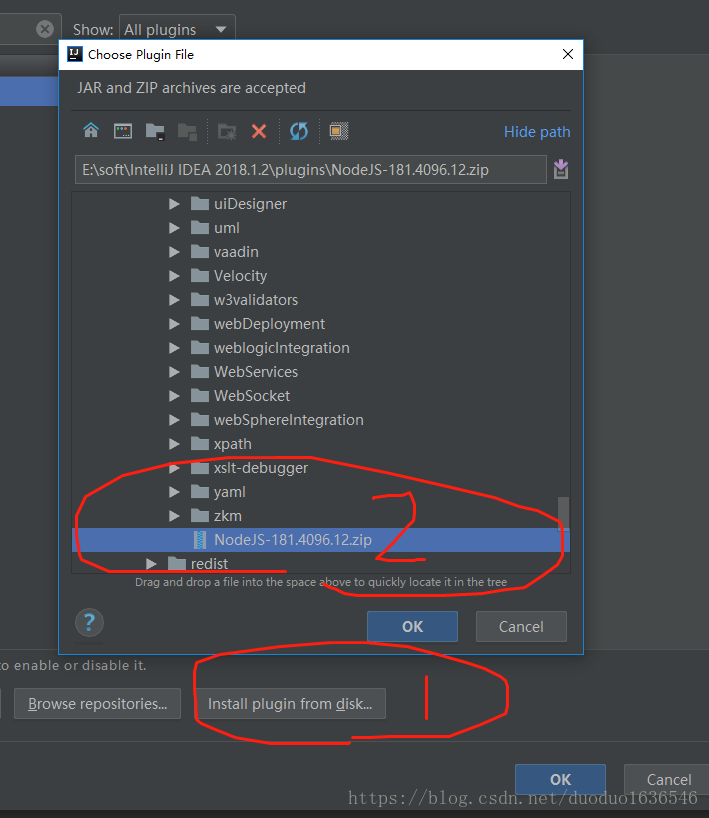 Show: All plugins
Choose Plugin File
JAR and ZIP archives are accepted
Hide path
E:\soft\IntelliJ IDEA 2018.1.2\plugins\NodeJS-181.4096.12.zip
uiDesigner
uml
vaadin
Velocity
w3validators
webDeployment
weblogicIntegration
WebServices
WebSocket
webSphereIntegration
xpath
xslt-debugger
yaml
zkm
2
NodeJS-181.4096.12.zip
redist
Drag and drop a file into the space above to quickly locate it in the tree
?
OK Cancel
to enable or disable it.
Browse repositories... Install plugin from disk... 1
OK Cancel
https://blog.csdn.net/duoduo1636546